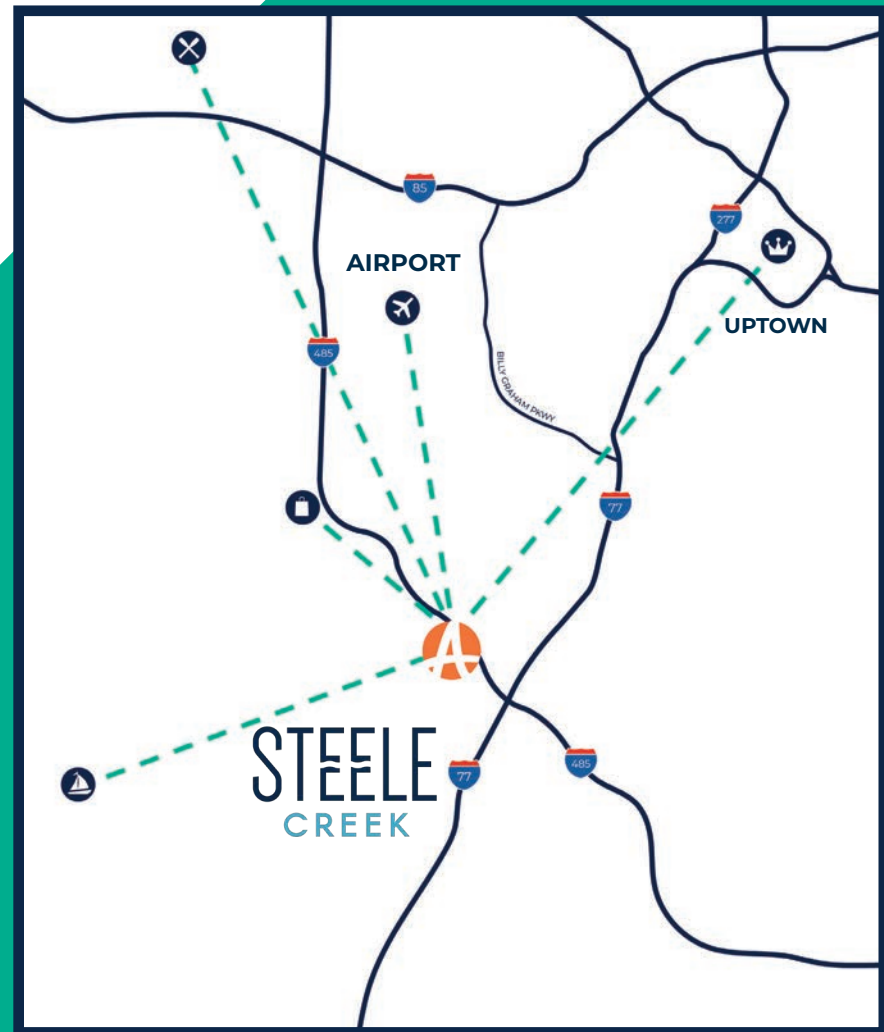 85
277
AIRPORT
UPTOWN
485
BILLY GRAHAM PKWY
77
A
STEELE
CREEK
77
485